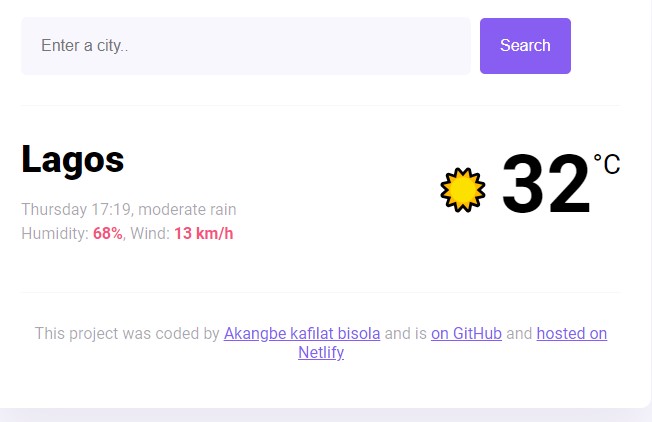 Enter a city..
Search
Lagos
32°C
Thursday 17:19, moderate rain
Humidity: 68%, Wind: 13 km/h
This project was coded by Akangbe kafilat bisola and is on GitHub and hosted on
Netlify